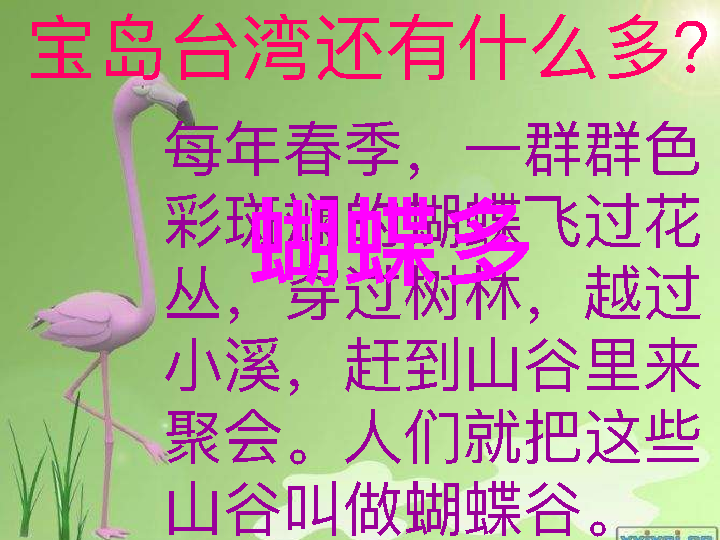 宝岛台湾还有什么多？
每年春季，一群群色
彩斑斓的蝴蝶飞过花
蝴蝶多
丛，穿过树林，越过
小溪，赶到山谷里来
聚会。人们就把这些
山谷叫做蝴蝶谷。